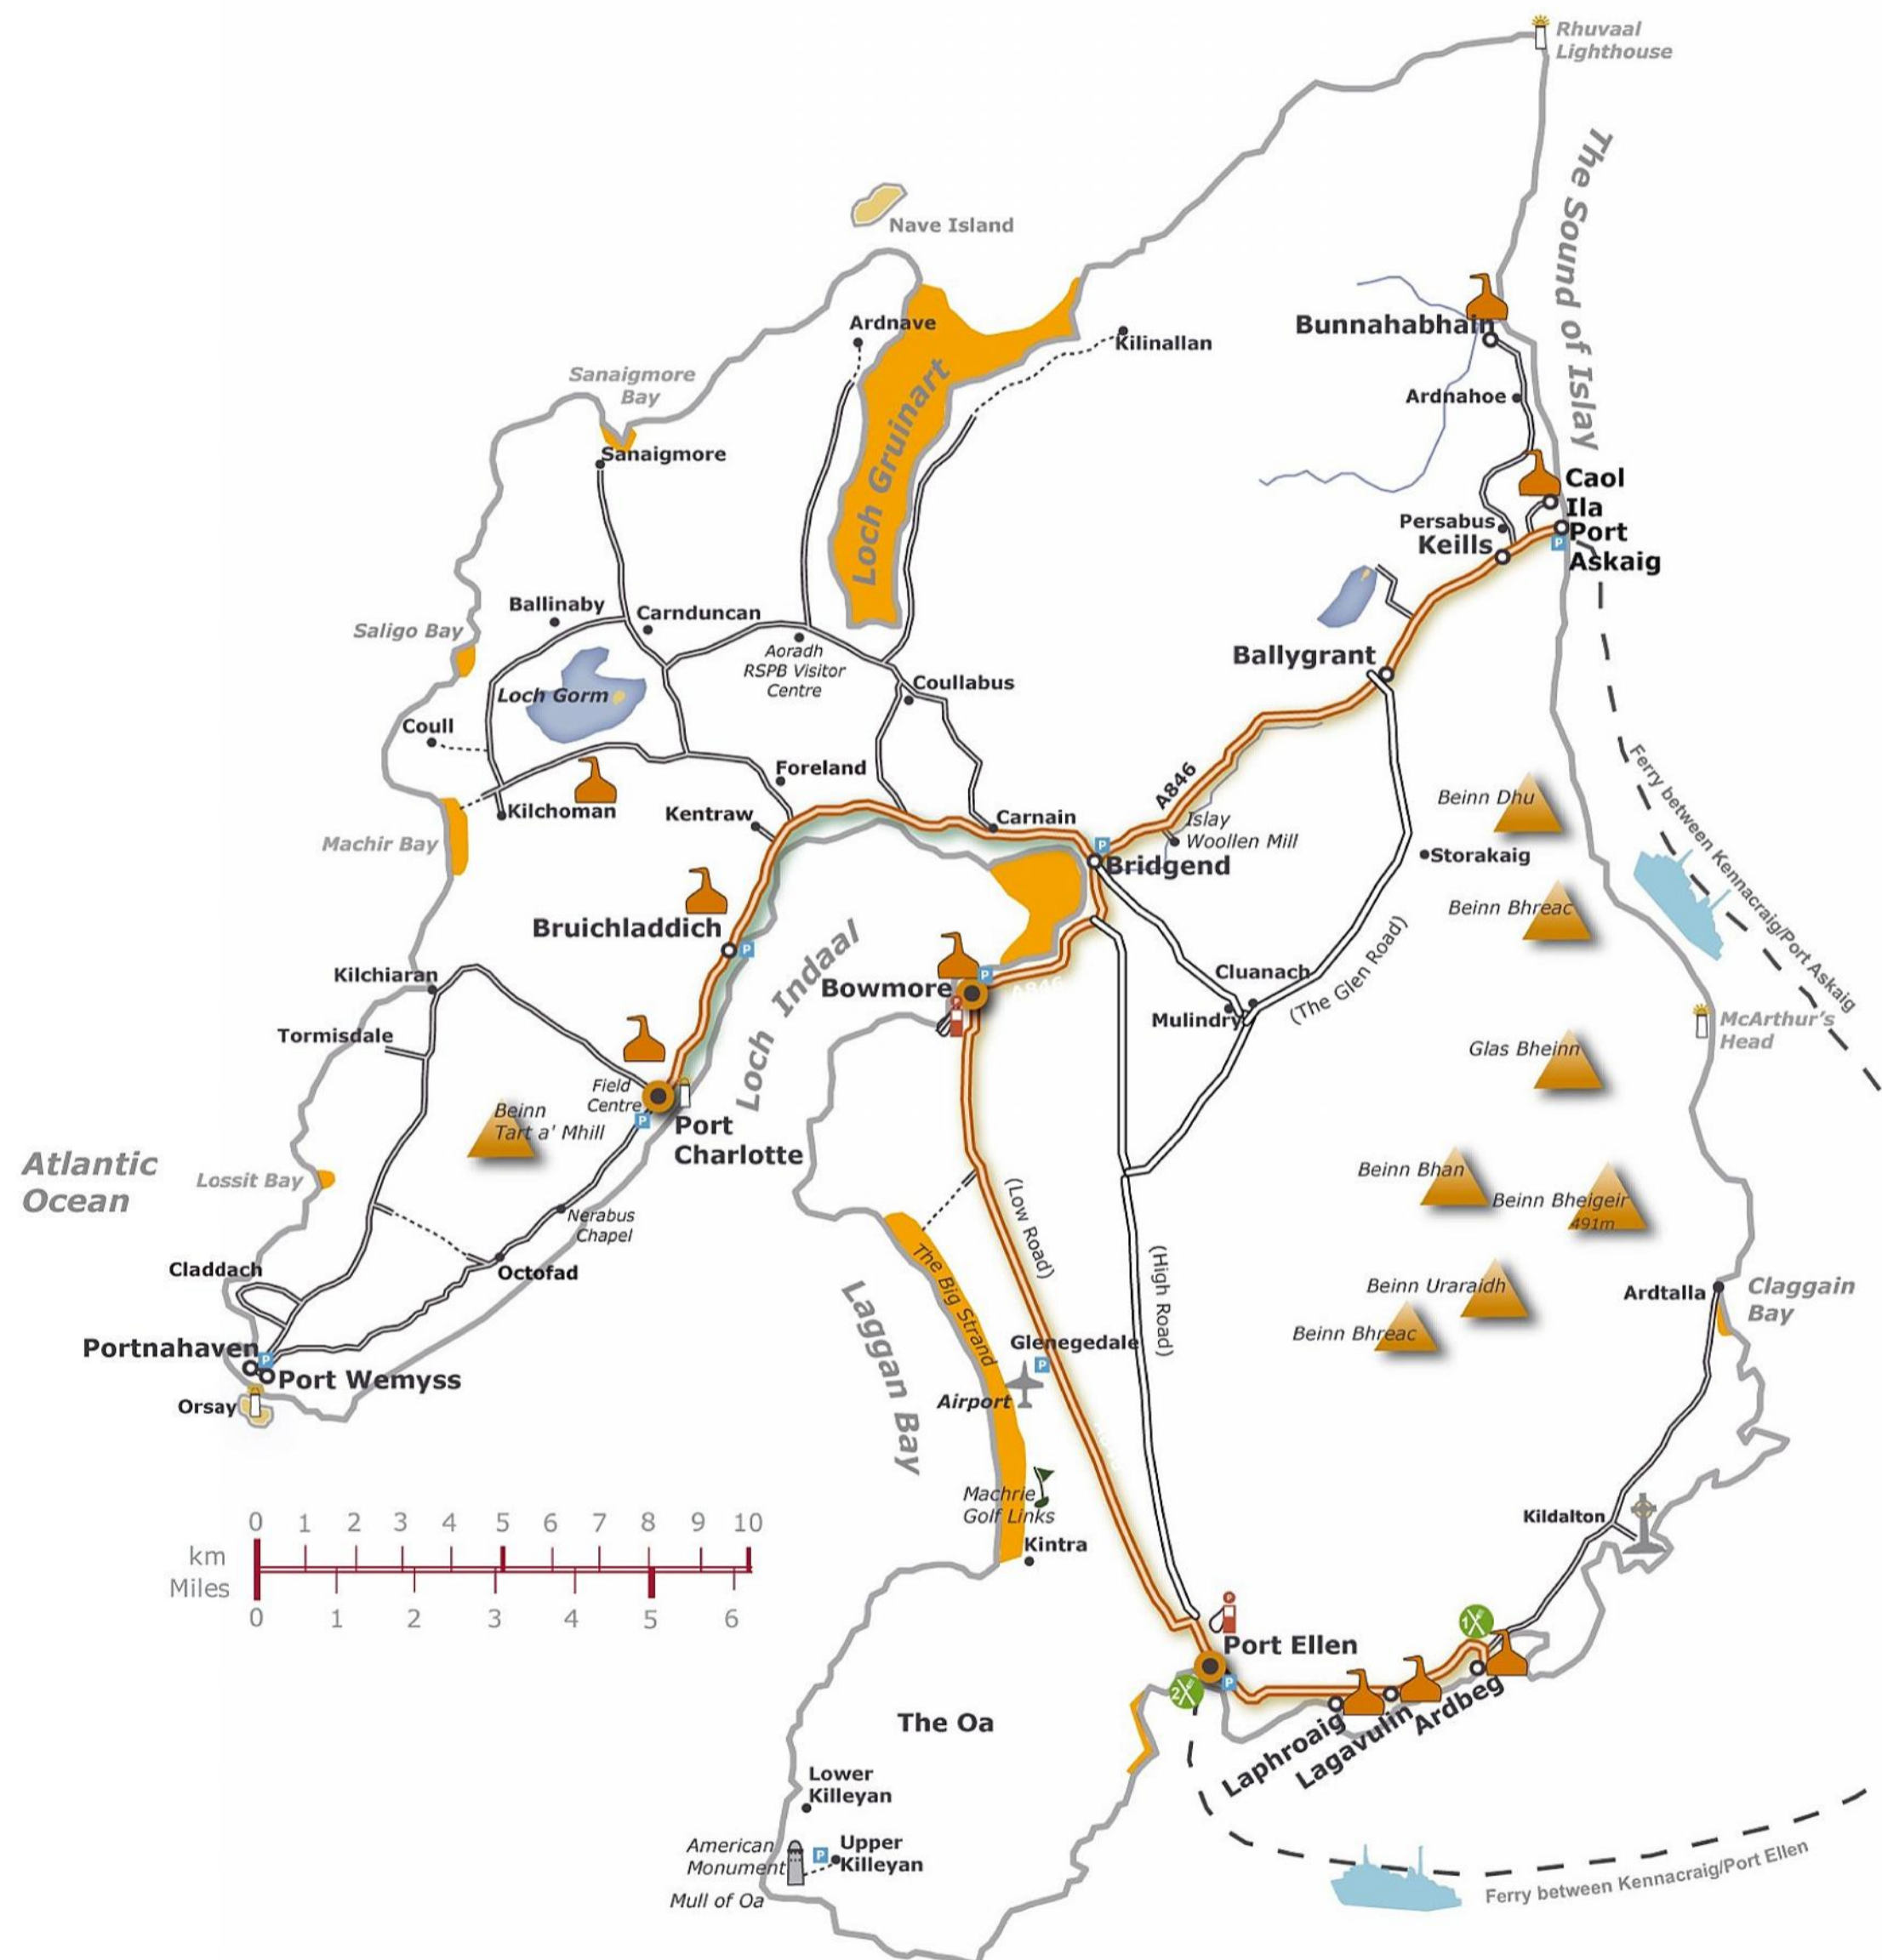 Rhuvaal
Lighthouse
The Sound of Islay
Nave Island
Ardnave
Kilinallan
Bunnahabhain
Sanaigmore
Bay
Ardnahoe
Loch Gruinart
Sanaigmore
Caol
Ila
Persabus
Port
Askaig
Keills
Ballinaby
Carnduncan
Saligo Bay
Aoradh
RSPB Visitor
Centre
Ballygrant
Coullabus
Loch Gorm
Coull
Foreland
A846
Ferry between Kennacraig/Port Askaig
Beinn Dhu
Kilchoman
Kentraw
Carnain
Islay
Woollen Mill
Machir Bay
Bridgend
Storakaig
Beinn Bhreac
Bruichladdich
Loch Indaal
Kilchiaran
Bowmore
A846
Cluanach
(The Glen Road)
Mulindry
McArthur's
Head
Tormisdale
Glas Bheinn
Field
Centre
Beinn
Tart a' Mhill
Port
Charlotte
Atlantic
Ocean
Lossit Bay
Beinn Bhan
Beinn Bheigeir
491m
(Low Road)
Nerabus
Chapel
Claddach
Octofad
The Big Strand
(High Road)
Beinn Uraraidh
Ardtalla
Claggain
Bay
Laggan Bay
Glenegedale
Beinn Bhreac
Portnahaven
Port Wemyss
Orsay
Airport
Machrie
Golf Links
Kintra
Kildalton
0 1 2 3 4 5 6 7 8 9 10
km
Miles
0 1 2 3 4 5 6
1
Port Ellen
2
Laphroaig
Lagavulin
Ardbeg
The Oa
Lower
Killeyan
American
Monument
Upper
Killeyan
Mull of Oa
Ferry between Kennacraig/Port Ellen